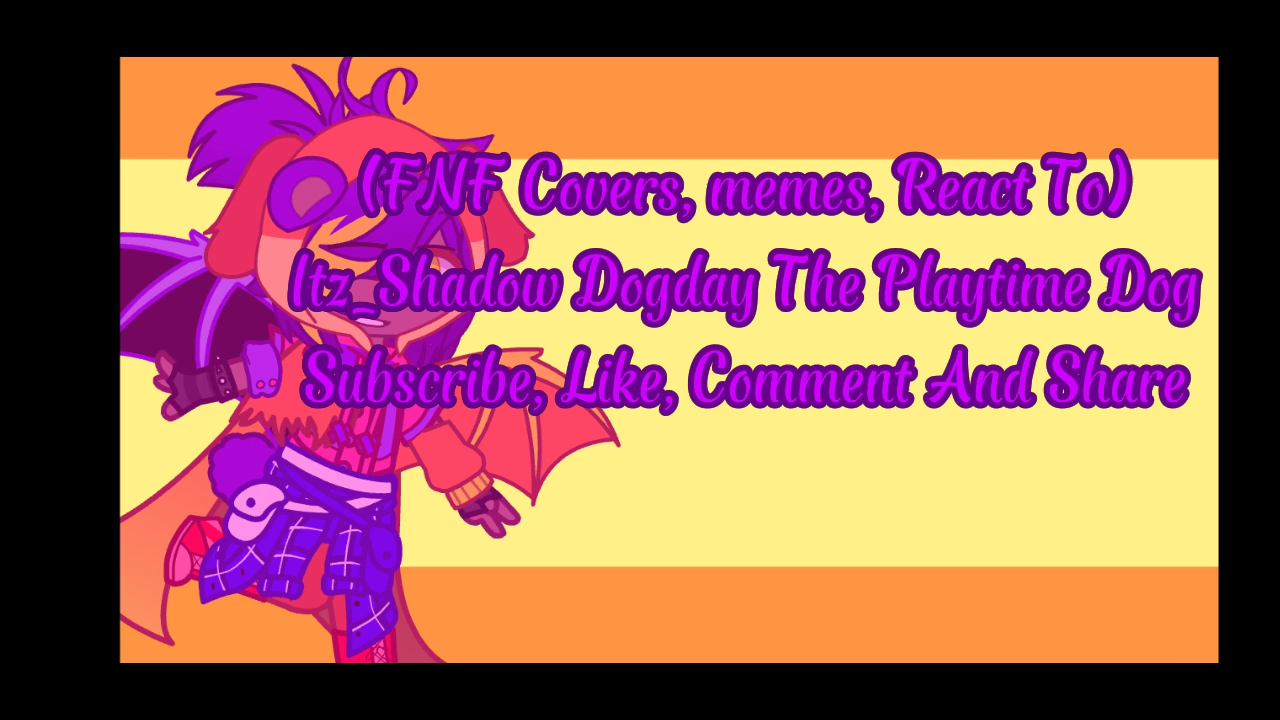 (FNF Covers, memes, React To)
Itz_Shadow Dogday The Playtime Dog
Subscribe, Like, Comment And Share